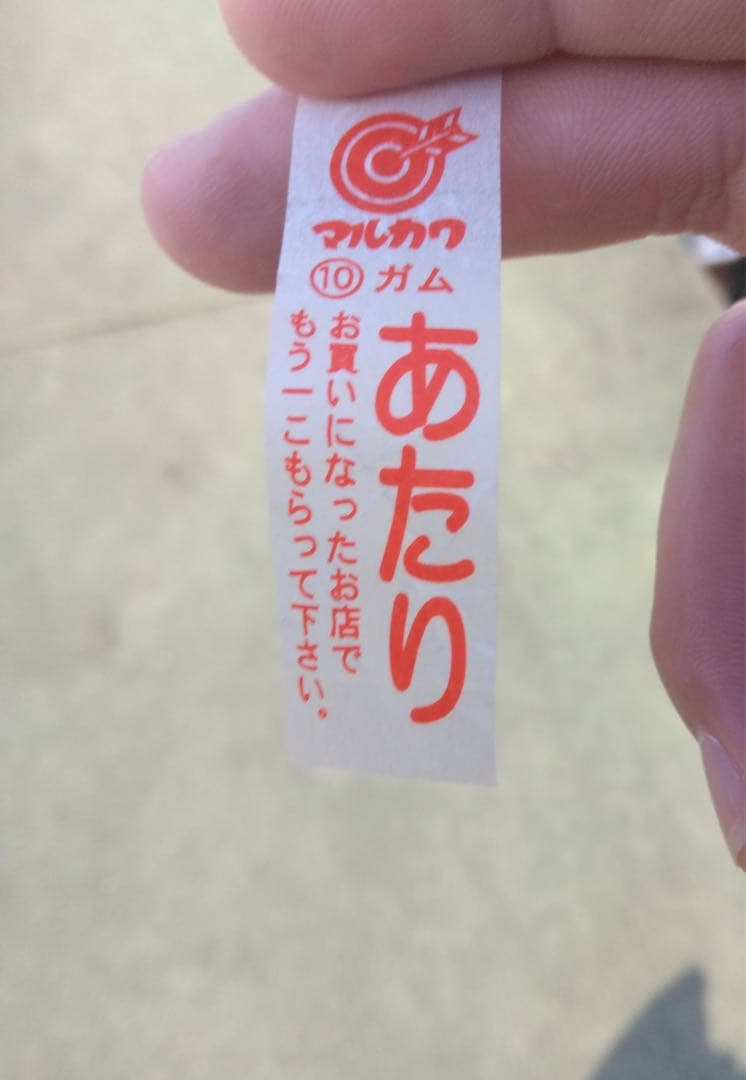 マルカワ
⑩ ガム
あたり
お買いになったお店で
もう一こもらって下さい。